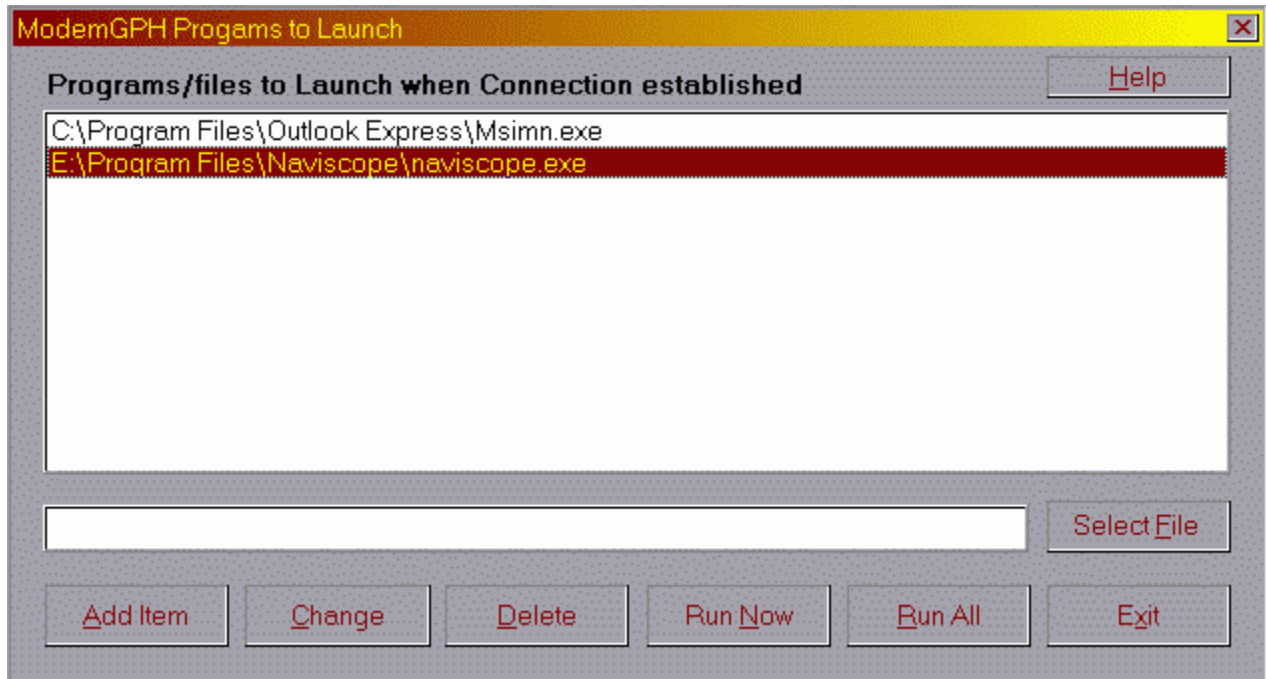 ModemGPH Progams to Launch
Programs/files to Launch when Connection established
Help
C:\Program Files\Outlook Express\Msimn.exe
E:\Program Files\Naviscope\naviscope.exe
Select File
Add Item
Change
Delete
Run Now
Run All
Exit